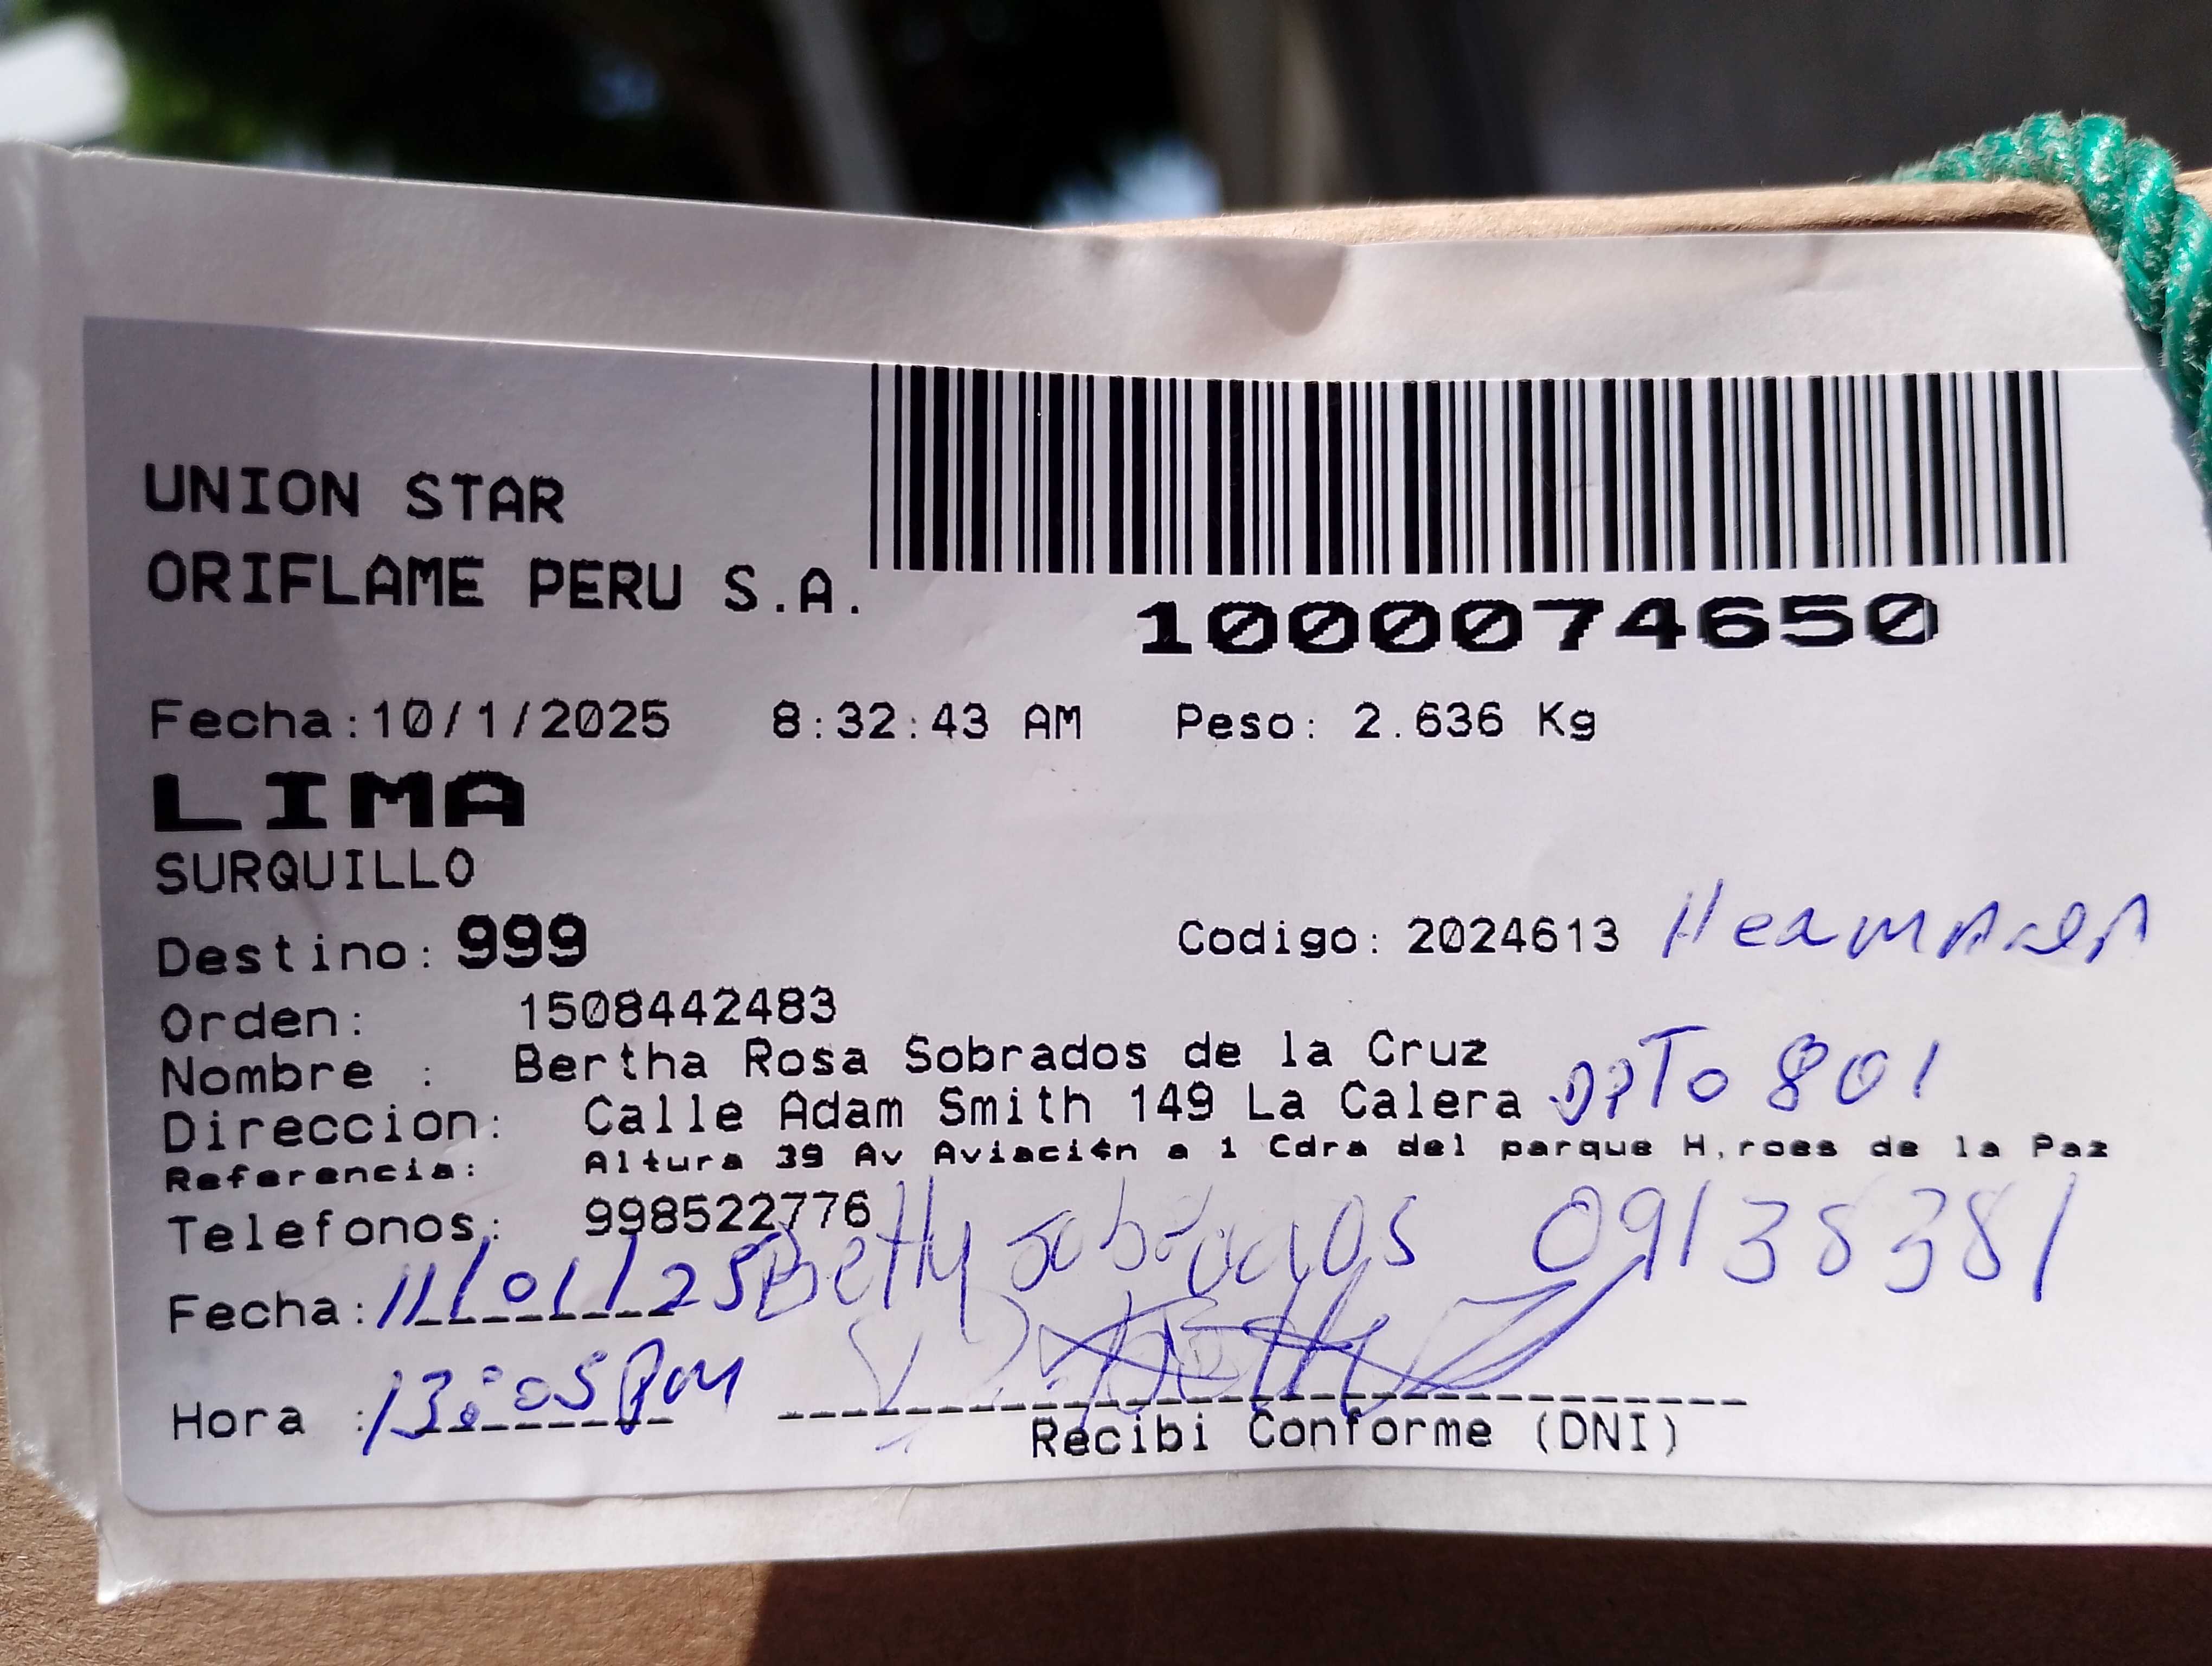 UNION STAR
ORIFLAME PERU S.A.
1000074650
Fecha:10/1/2025 8:32:43 AM Peso: 2.636 Kg
LIMA
SURQUILLO
Destino: 999 Codigo: 2024613
Orden: 1508442483
Nombre : Bertha Rosa Sobrados de la Cruz
Direccion: Calle Adam Smith 149 La Calera DPTO 801
Referencia: Altura 39 Av Aviaci¢n a 1 Cdra del parque H,roes de la Paz
Telefonos: 998522776
Betty Sobrados
Fecha: 11/01/25
Hora : 13:05 pm
Recibi Conforme (DNI)